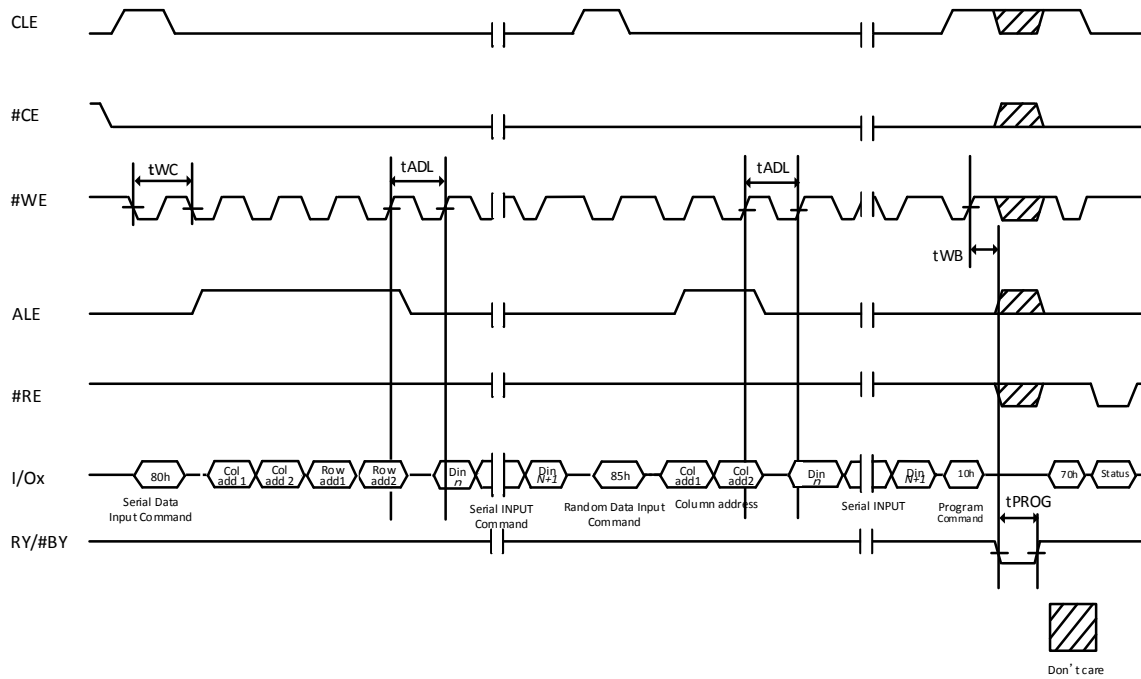 CLE
#CE
tWC
tADL
tADL
#WE
tWB
ALE
#RE
I/Ox
80h
Col
add 1
Col
add 2
Row
add1
Row
add2
Din
n
Din
N+1
85h
Col
add1
Col
add2
Din
n
Din
N+1
10h
70h
Status
Serial Data
Input Command
Serial INPUT
Command
Random Data Input
Command
Column address
Serial INPUT
Program
Command
tPROG
RY/#BY
Don't care